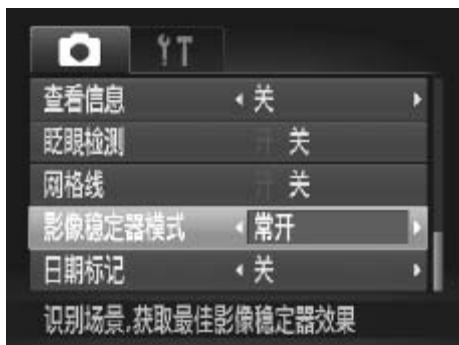 查看信息 关
眨眼检测 开 关
网格线 开 关
影像稳定器模式 常开
日期标记 关
识别场景,获取最佳影像稳定器效果